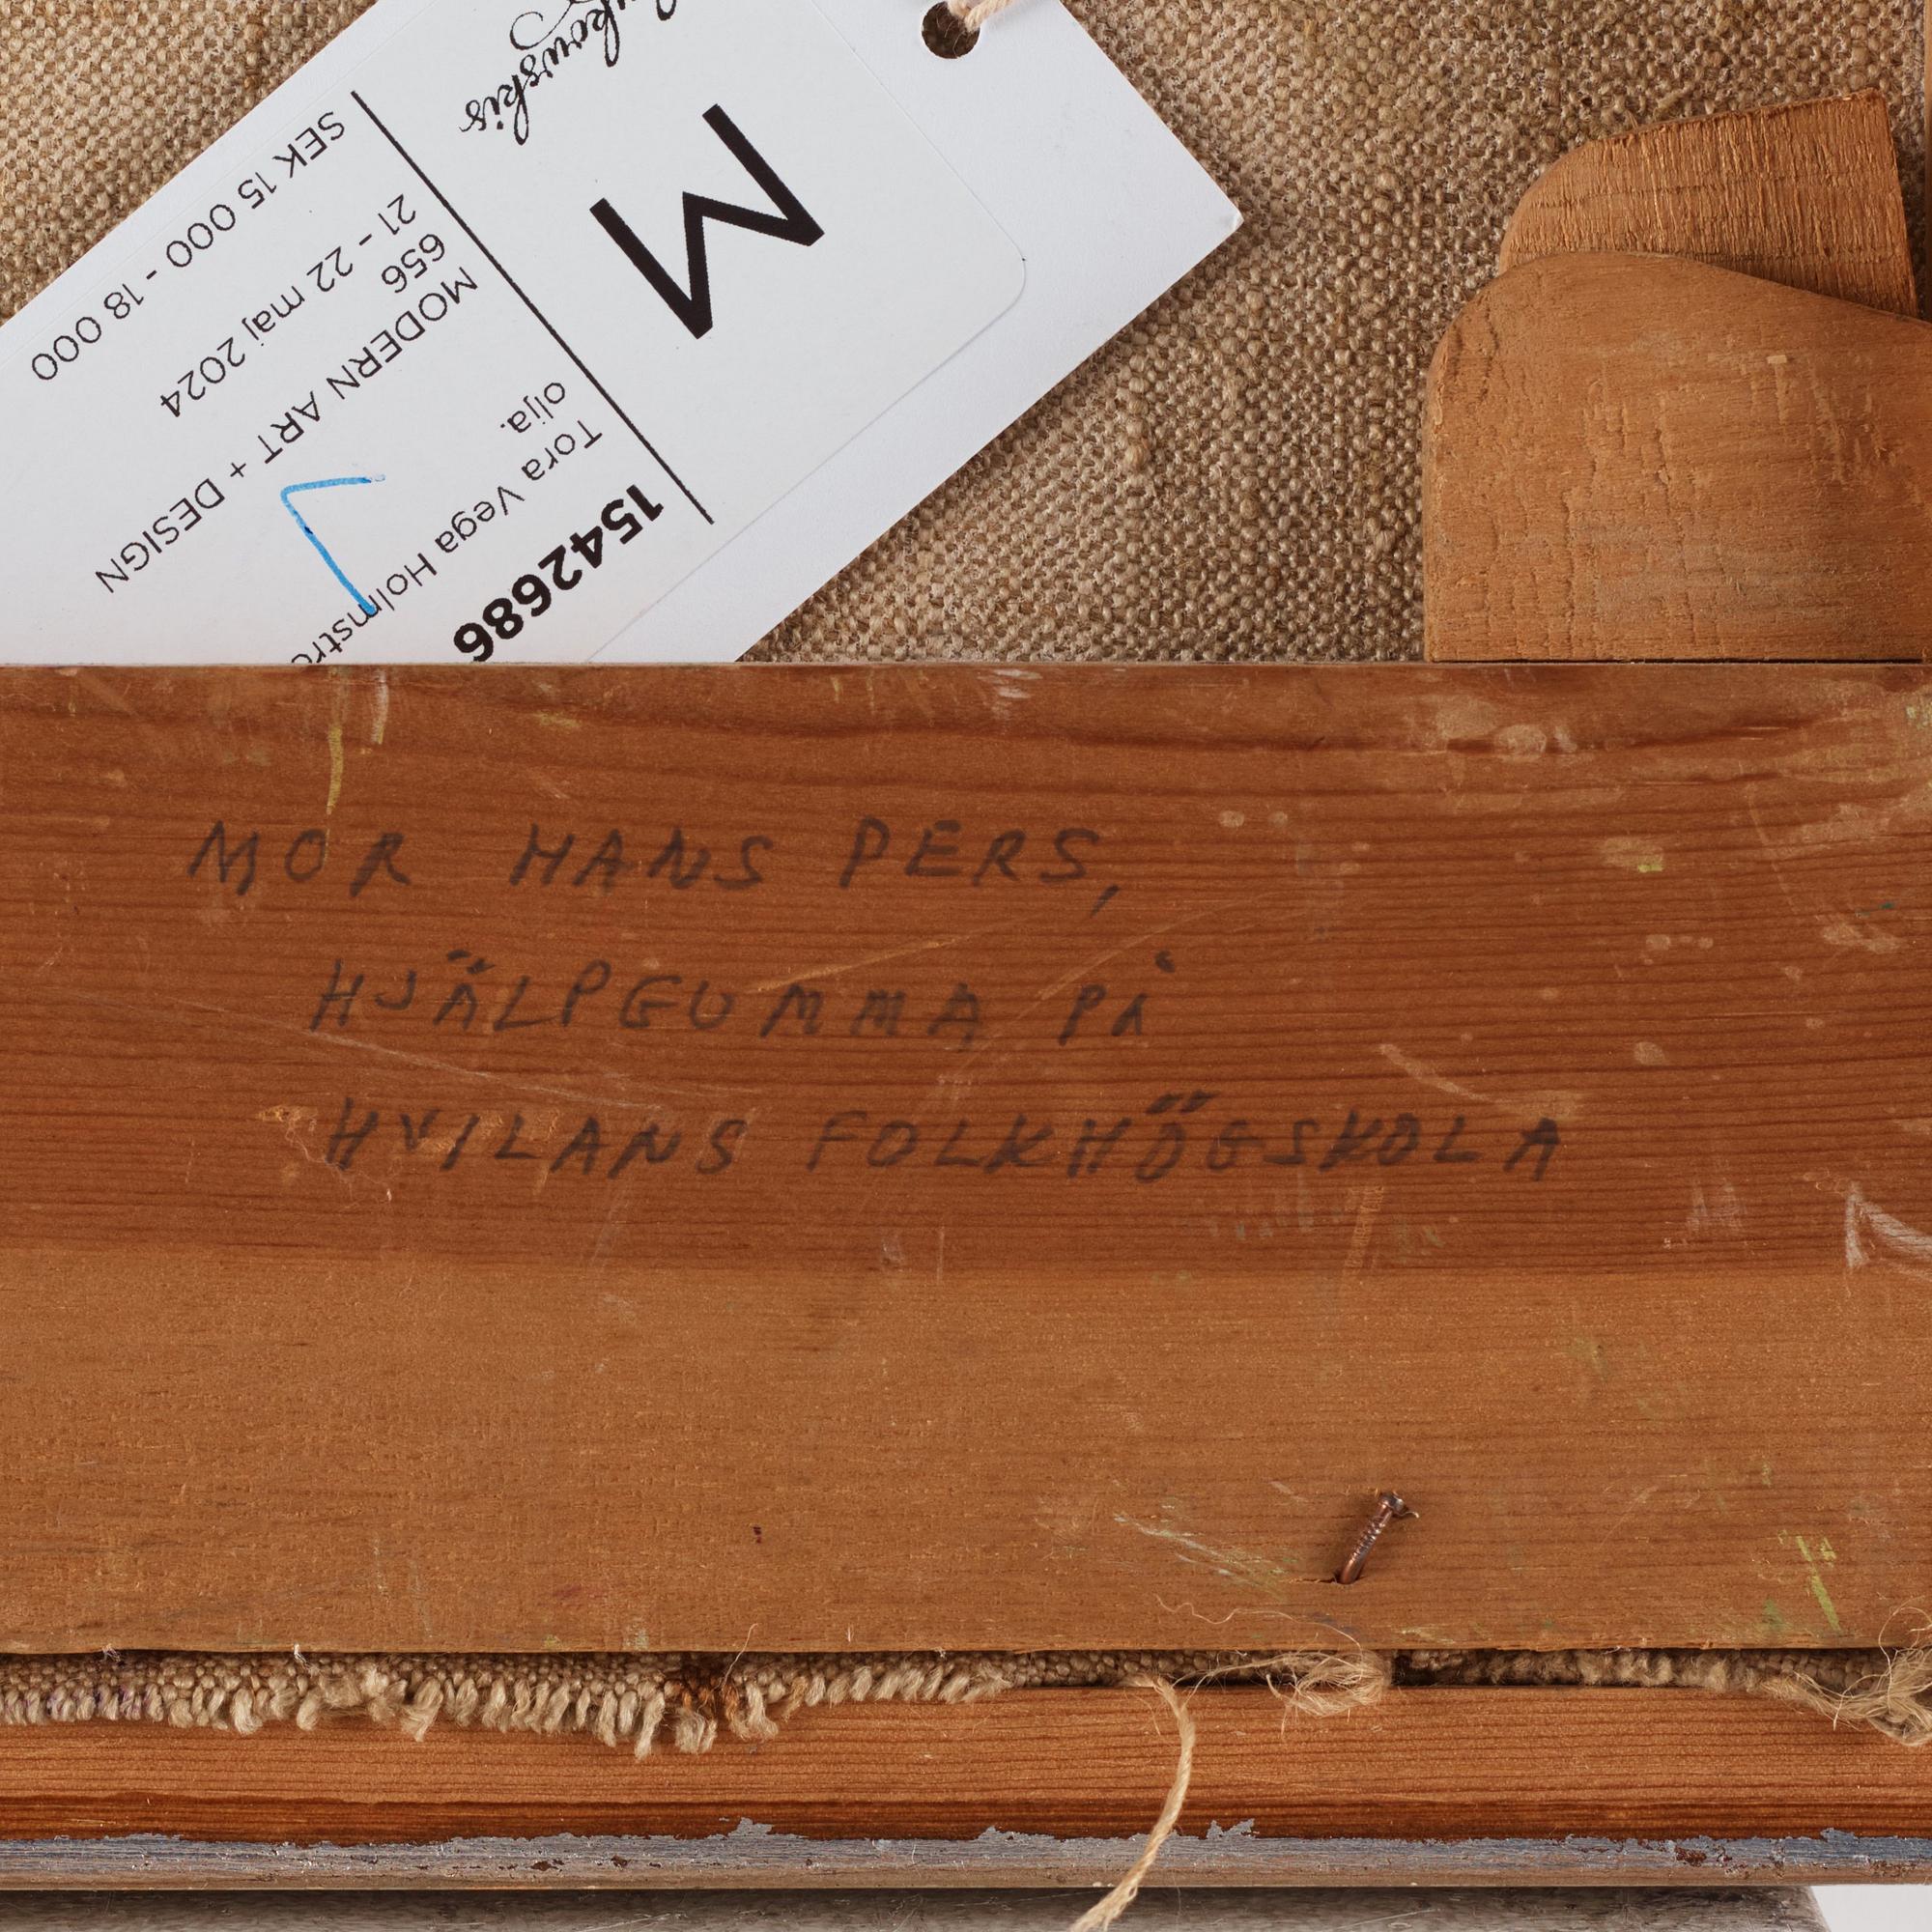 M
1542686
Tora Vega Holmstr
olja.
MODERN ART + DESIGN
656
21 - 22 maj 2024
SEK 15 000 - 18 000
MOR HANS PERS,
HJÄLPGUMMA PÅ
HVILANS FOLKHÖGSKOLA